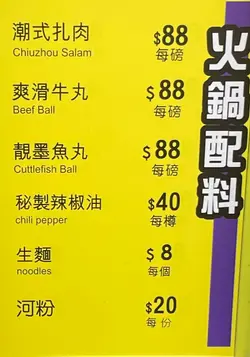 火鍋配料
潮式扎肉 $88
Chiuzhou Salam 每磅
爽滑牛丸 $88
Beef Ball 每磅
靚墨魚丸 $88
Cuttlefish Ball 每磅
秘製辣椒油 $40
chili pepper 每樽
生麵 $8
noodles 每個
河粉 $20
每份